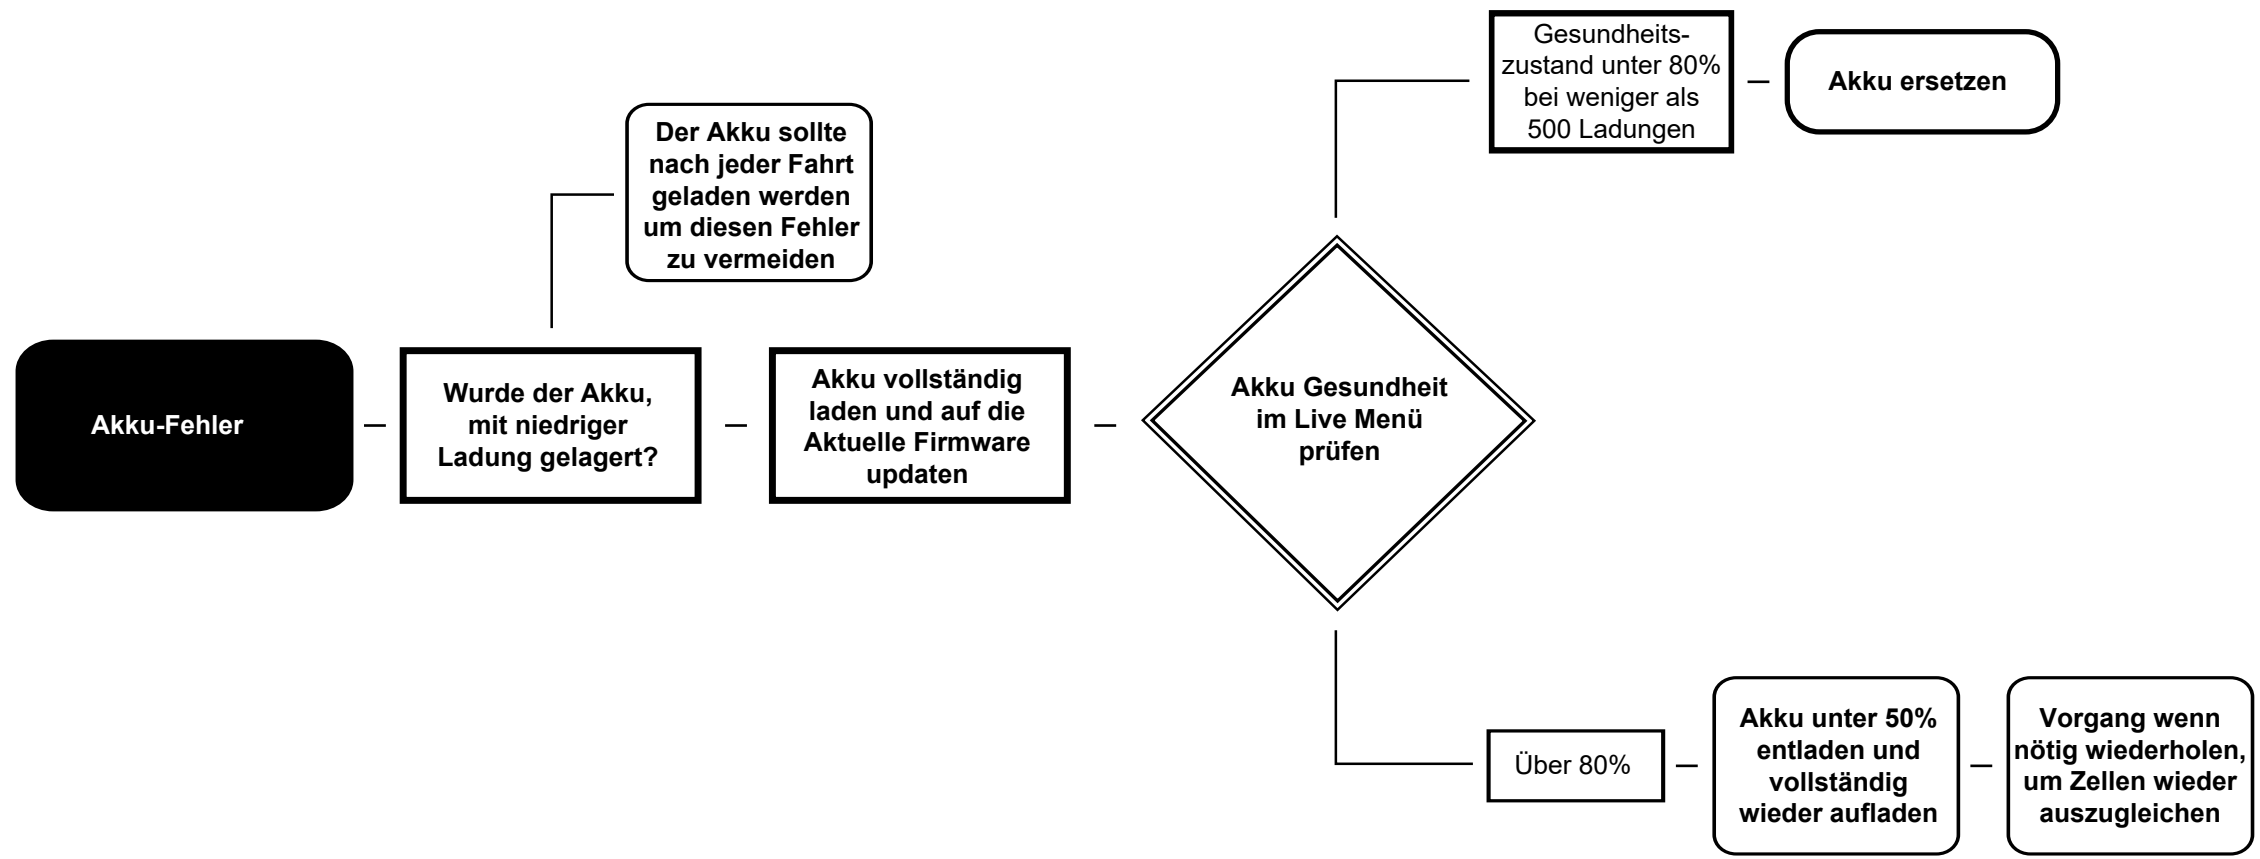 Akku-Fehler
Wurde der Akku,
mit niedriger
Ladung gelagert?
Der Akku sollte
nach jeder Fahrt
geladen werden
um diesen Fehler
zu vermeiden
Akku vollständig
laden und auf die
Aktuelle Firmware
updaten
Akku Gesundheit
im Live Menü
prüfen
Gesundheits-
zustand unter 80%
bei weniger als
500 Ladungen
Akku ersetzen
Über 80%
Akku unter 50%
entladen und
vollständig
wieder aufladen
Vorgang wenn
nötig wiederholen,
um Zellen wieder
auszugleichen